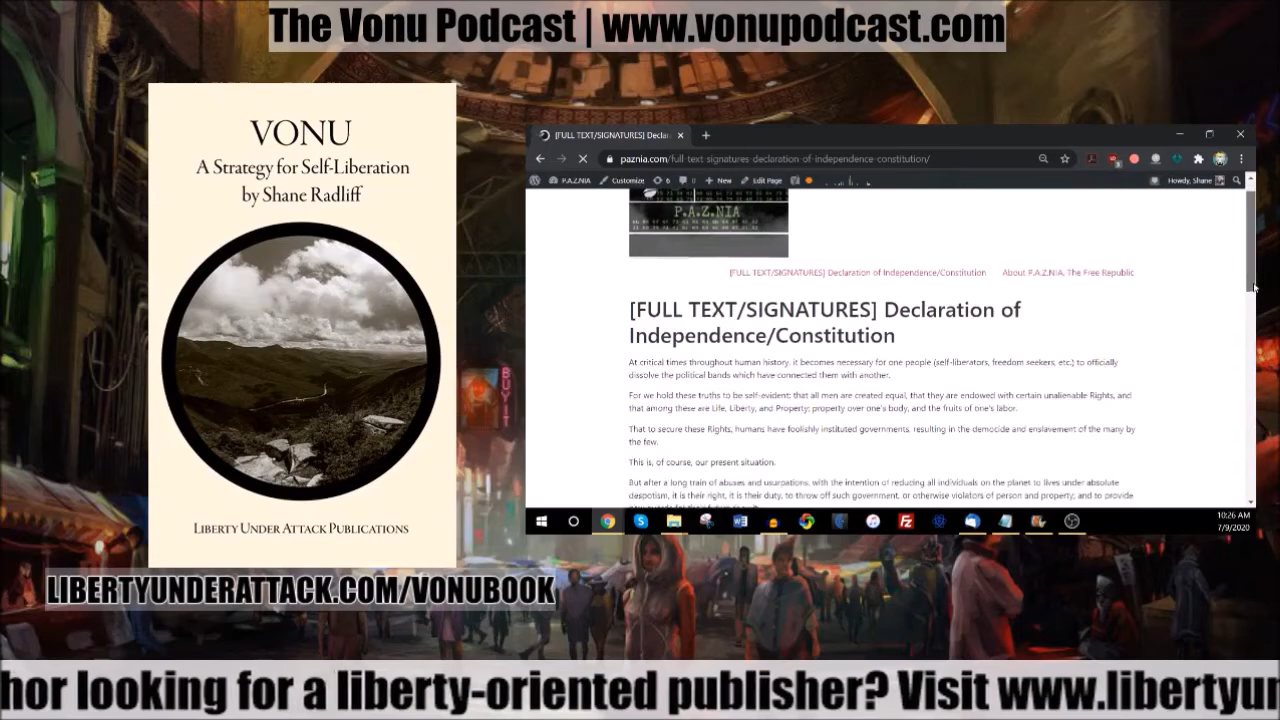 The Vonu Podcast | www.vonupodcast.com
VONU
A Strategy for Self-Liberation
by Shane Radliff
LIBERTY UNDER ATTACK PUBLICATIONS
LIBERTYUNDERATTACK.COM/VONUBOOK
[FULL TEXT/SIGNATURES] Declar
paznia.com/full-text-signatures-declaration-of-independence-constitution/
P.A.Z.NIA Customize 6 0 New Edit Page Howdy, Shane
P.A.Z.NIA
[FULL TEXT/SIGNATURES] Declaration of Independence/Constitution About P.A.Z.NIA, The Free Republic
[FULL TEXT/SIGNATURES] Declaration of
Independence/Constitution
At critical times throughout human history, it becomes necessary for one people (self-liberators, freedom seekers, etc.) to officially
dissolve the political bands which have connected them with another.
For we hold these truths to be self-evident: that all men are created equal, that they are endowed with certain unalienable Rights, and
that among these are Life, Liberty, and Property; property over one's body, and the fruits of one's labor.
That to secure these Rights, humans have foolishly instituted governments, resulting in the democide and enslavement of the many by
the few.
This is, of course, our present situation.
But after a long train of abuses and usurpations, with the intention of reducing all individuals on the planet to lives under absolute
despotism, it is their right, it is their duty, to throw off such government, or otherwise violators of person and property; and to provide
10:26 AM
7/9/2020
BUY IT
hor looking for a liberty-oriented publisher? Visit www.libertyu